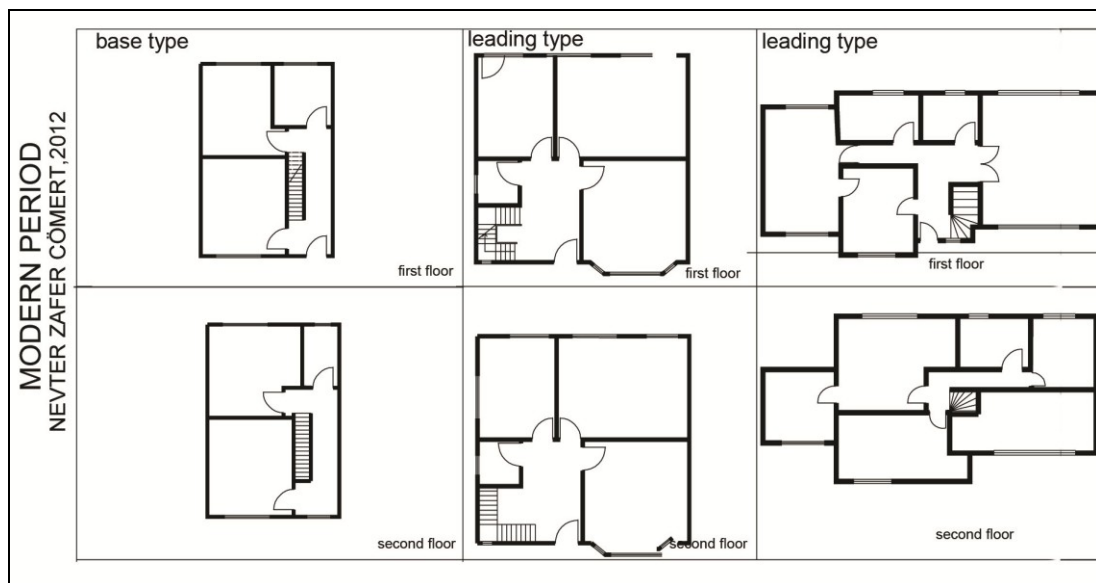 MODERN PERIOD
NEVTER ZAFER CÖMERT,2012
base type
leading type
leading type
first floor
first floor
first floor
second floor
second floor
second floor